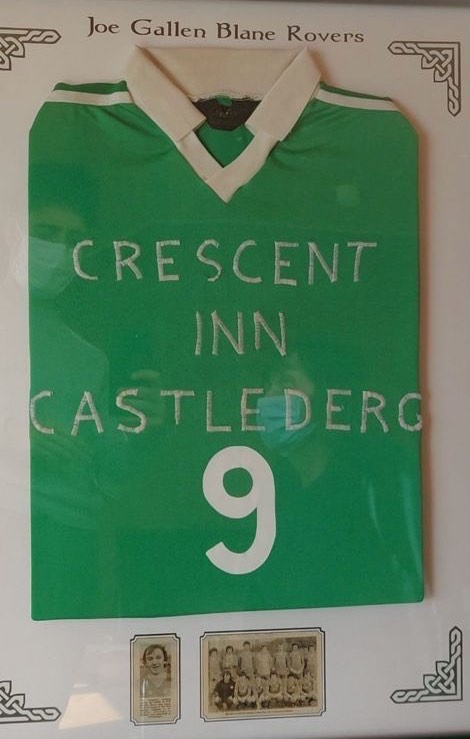 Joe Gallen Blane Rovers
CRESCENT
INN
CASTLEDERG
9